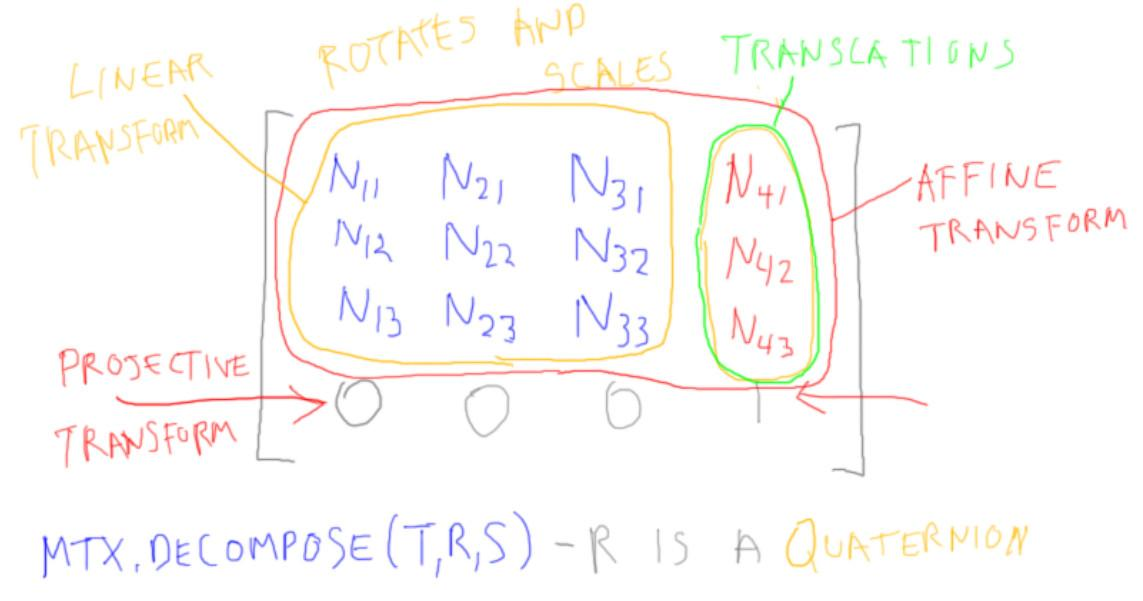 LINEAR
TRANSFORM
ROTATES AND
SCALES
TRANSLATIONS
N11 N21 N31 N41
N12 N22 N32 N42
N13 N23 N33 N43
0 0 0 1
AFFINE
TRANSFORM
PROJECTIVE
TRANSFORM
MTX.DECOMPOSE(T,R,S) - R IS A QUATERNION